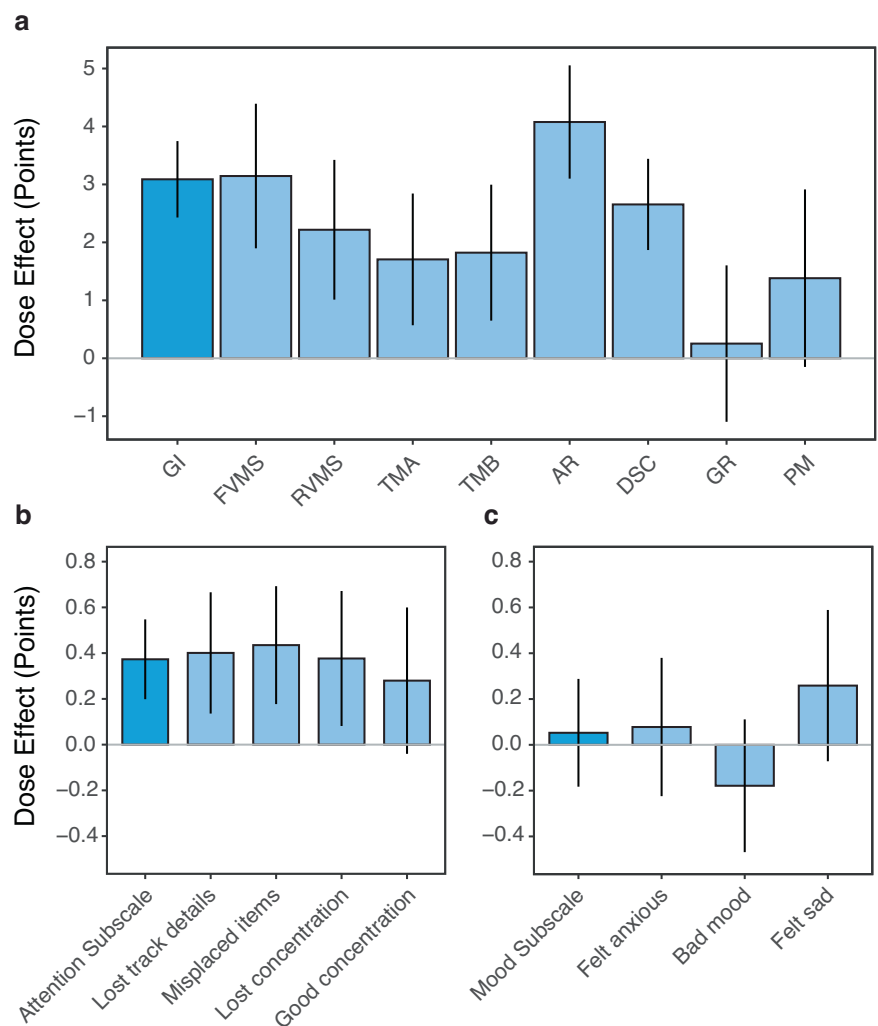 a
Dose Effect (Points)
5
4
3
2
1
0
−1
GI
FVMS
RVMS
TMA
TMB
AR
DSC
GR
PM
b
Dose Effect (Points)
0.8
0.6
0.4
0.2
0.0
−0.2
−0.4
Attention Subscale
Lost track details
Misplaced items
Lost concentration
Good concentration
c
0.8
0.6
0.4
0.2
0.0
−0.2
−0.4
Mood Subscale
Felt anxious
Bad mood
Felt sad